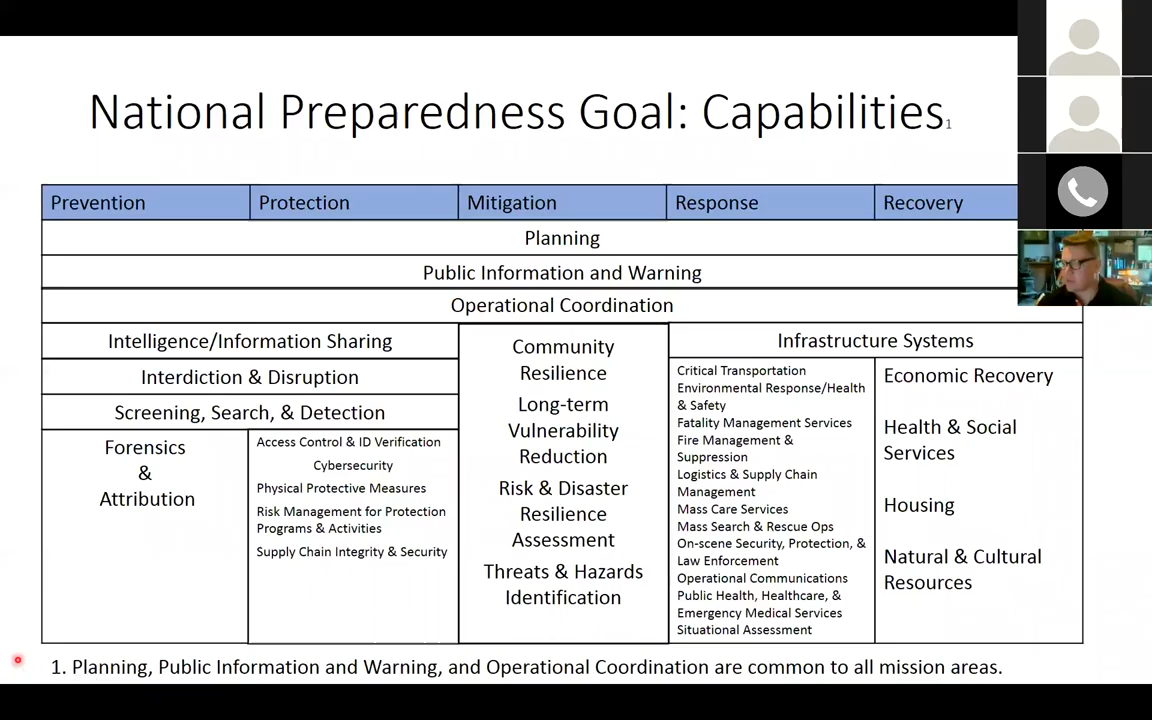 National Preparedness Goal: Capabilities1
Prevention Protection Mitigation Response Recovery
Planning
Public Information and Warning
Operational Coordination
Intelligence/Information Sharing
Interdiction & Disruption
Screening, Search, & Detection
Forensics
&
Attribution
Access Control & ID Verification
Cybersecurity
Physical Protective Measures
Risk Management for Protection
Programs & Activities
Supply Chain Integrity & Security
Community
Resilience
Long-term
Vulnerability
Reduction
Risk & Disaster
Resilience
Assessment
Threats & Hazards
Identification
Infrastructure Systems
Critical Transportation
Environmental Response/Health
& Safety
Fatality Management Services
Fire Management &
Suppression
Logistics & Supply Chain
Management
Mass Care Services
Mass Search & Rescue Ops
On-scene Security, Protection, &
Law Enforcement
Operational Communications
Public Health, Healthcare, &
Emergency Medical Services
Situational Assessment
Economic Recovery
Health & Social
Services
Housing
Natural & Cultural
Resources
1. Planning, Public Information and Warning, and Operational Coordination are common to all mission areas.